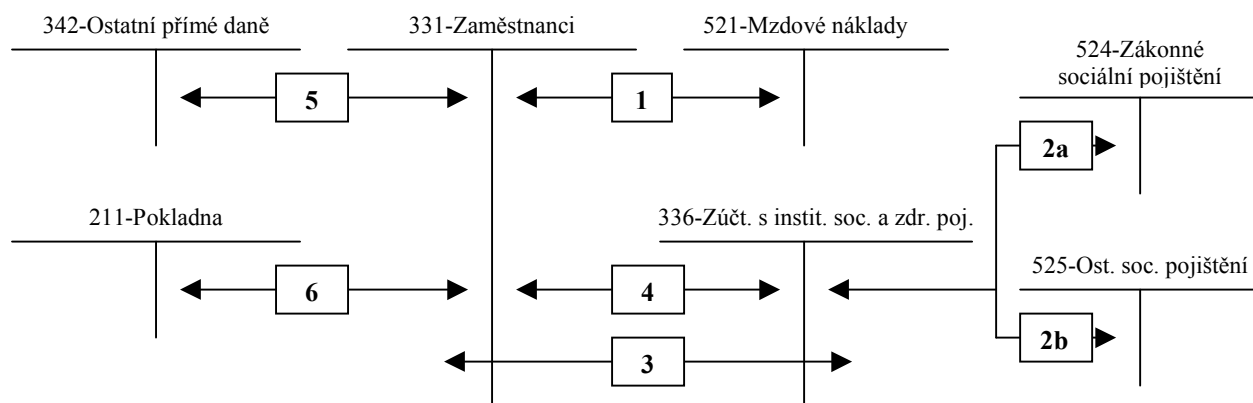 342-Ostatní přímé daně
331-Zaměstnanci
521-Mzdové náklady
524-Zákonné
sociální pojištění
5
1
2a
211-Pokladna
336-Zúčt. s instit. soc. a zdr. poj.
525-Ost. soc. pojištění
6
4
2b
3